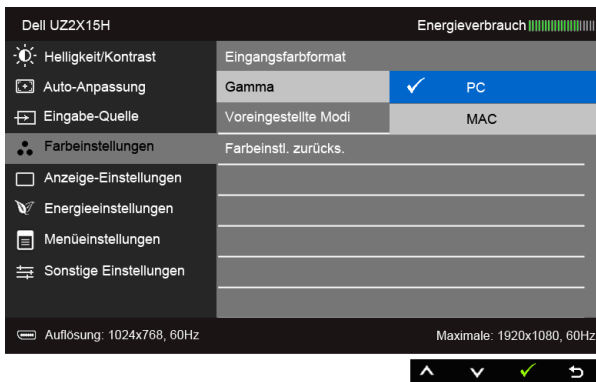 Dell UZ2X15H Energieverbrauch
Helligkeit/Kontrast Eingangsfarbformat
Auto-Anpassung Gamma PC
Eingabe-Quelle Voreingestellte Modi MAC
Farbeinstellungen Farbeinstl. zurücks.
Anzeige-Einstellungen
Energieeinstellungen
Menüeinstellungen
Sonstige Einstellungen
Auflösung: 1024x768, 60Hz Maximale: 1920x1080, 60Hz